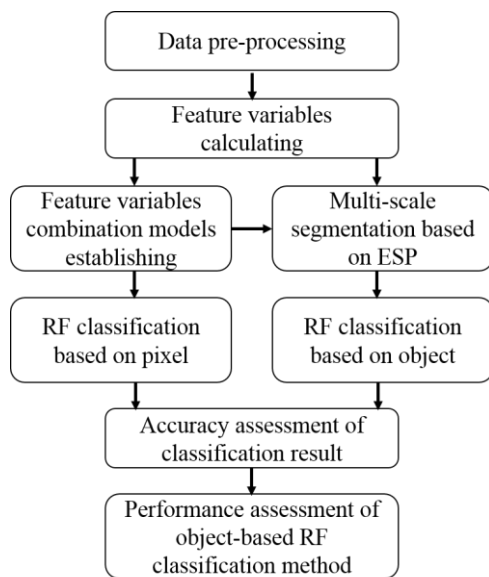 Data pre-processing
Feature variables
calculating
Feature variables
combination models
establishing
Multi-scale
segmentation based
on ESP
RF classification
based on pixel
RF classification
based on object
Accuracy assessment of
classification result
Performance assessment of
object-based RF
classification method